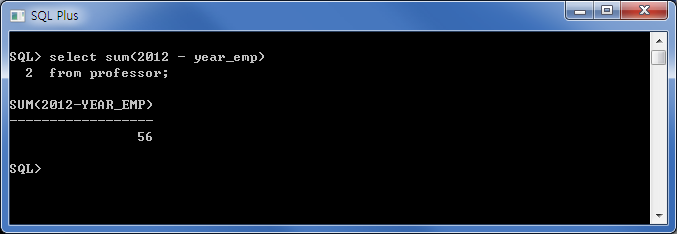 SQL Plus
SQL> select sum(2012 - year_emp)
  2  from professor;
SUM(2012-YEAR_EMP)
------------------
                56
SQL>